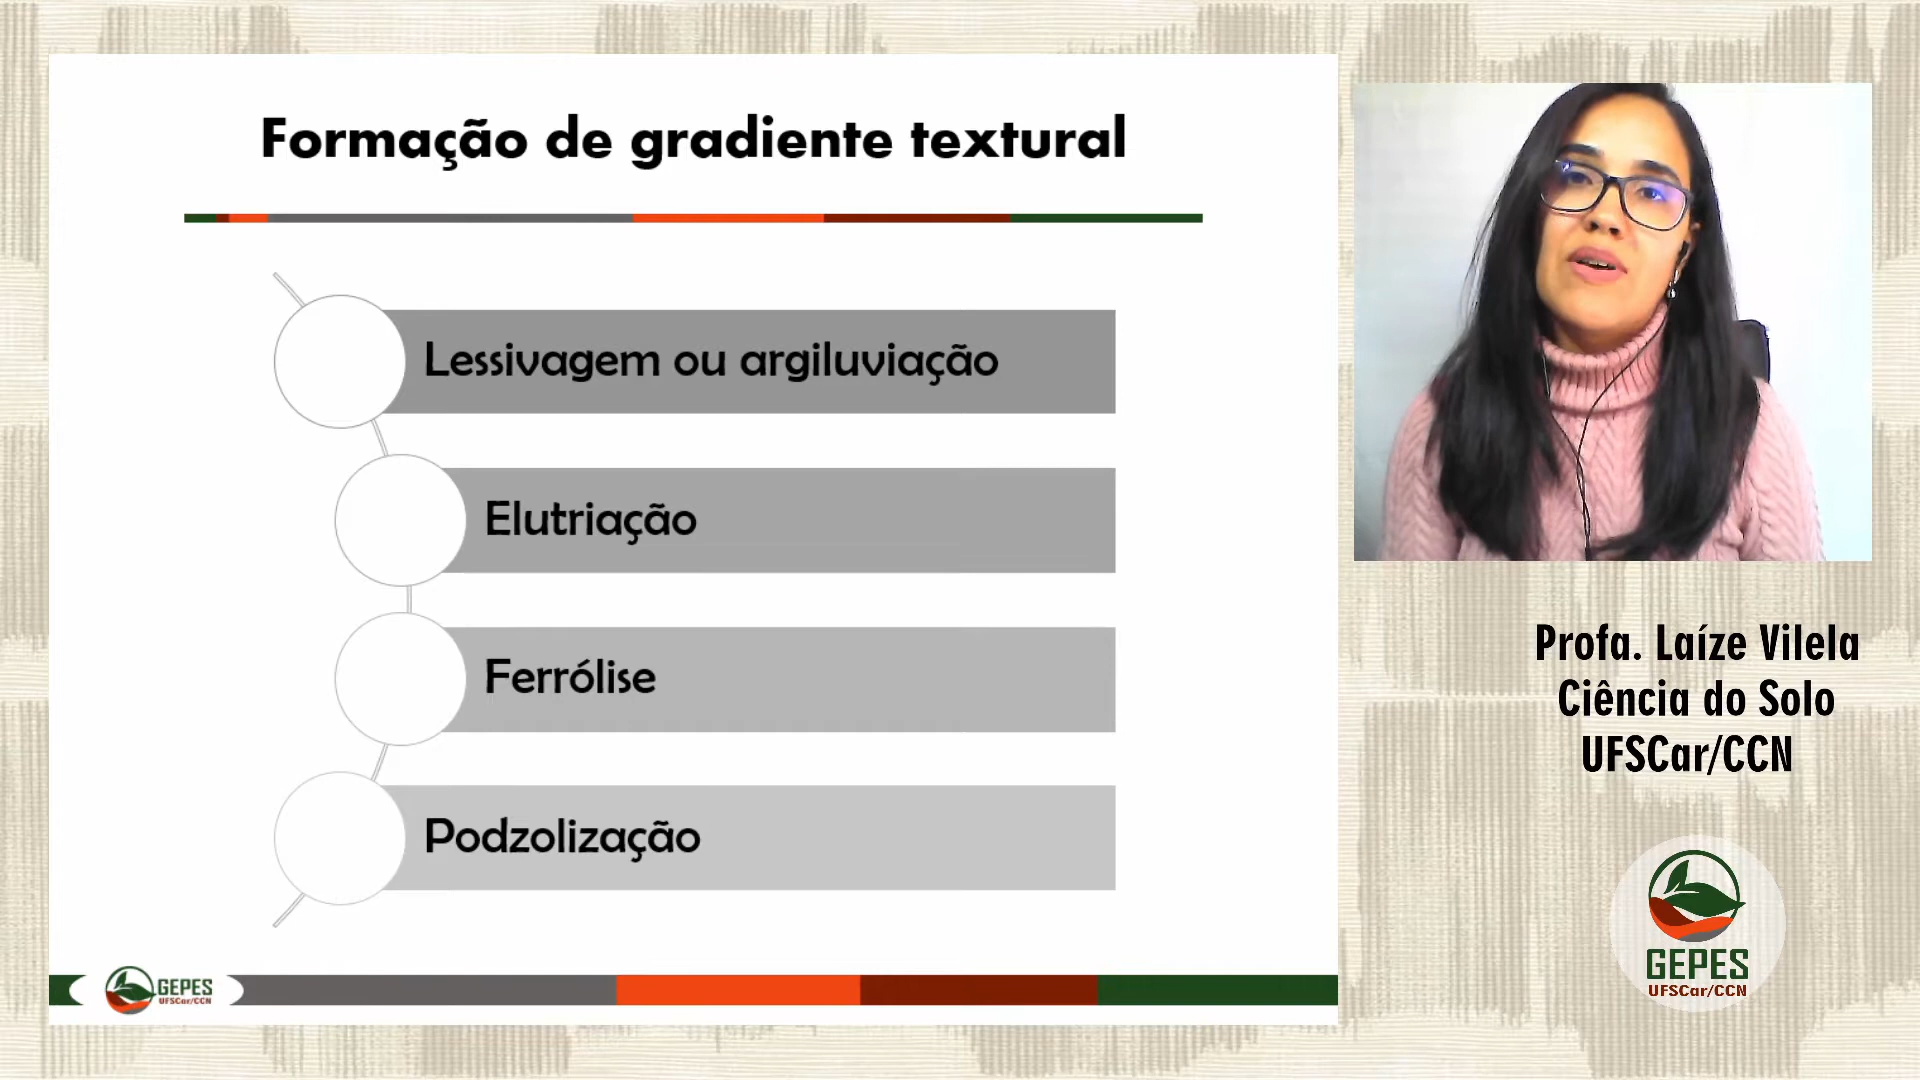 Formação de gradiente textural
Lessivagem ou argiluviação
Elutriação
Ferrólise
Podzolização
GEPES
UFSCar/CCN
Profa. Laíze Vilela
Ciência do Solo
UFSCar/CCN
GEPES
UFSCar/CCN